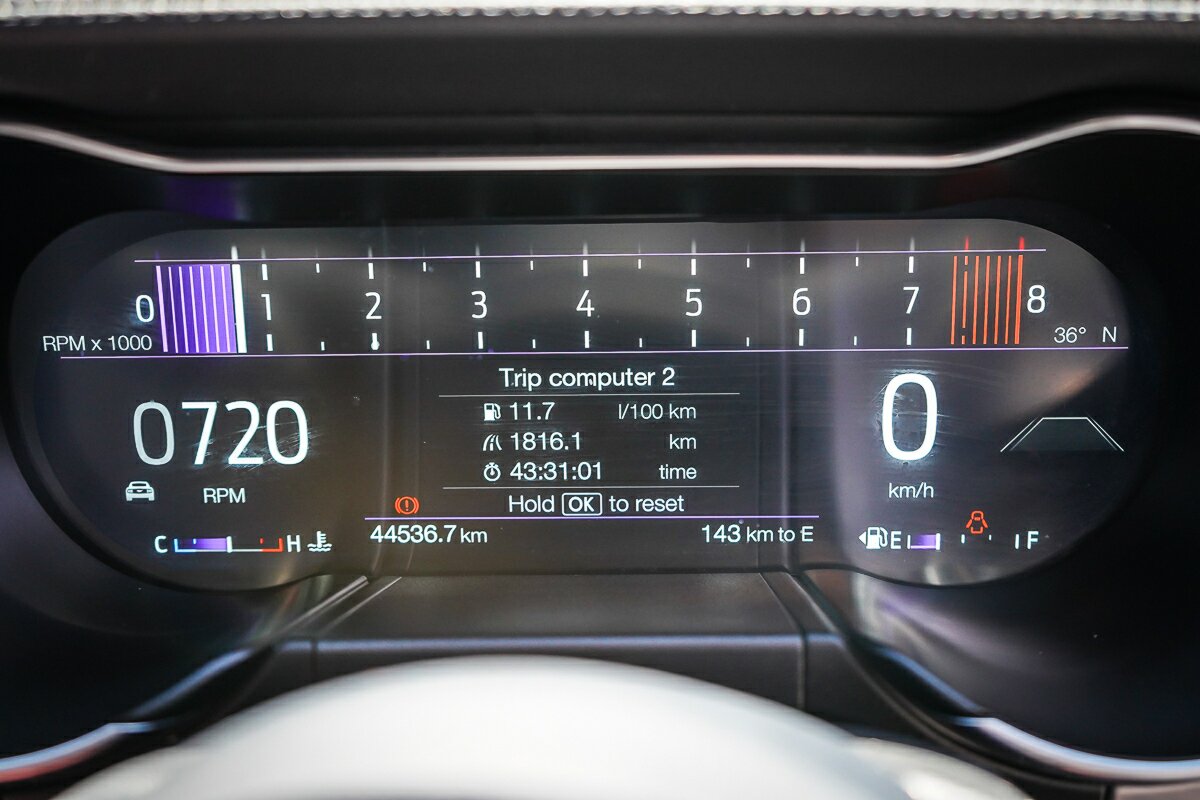 0 1 2 3 4 5 6 7 8
RPM x 1000
36° N
Trip computer 2
11.7 l/100 km
1816.1 km
43:31:01 time
Hold OK to reset
0720
RPM
0
km/h
C H
44536.7 km
143 km to E
E F